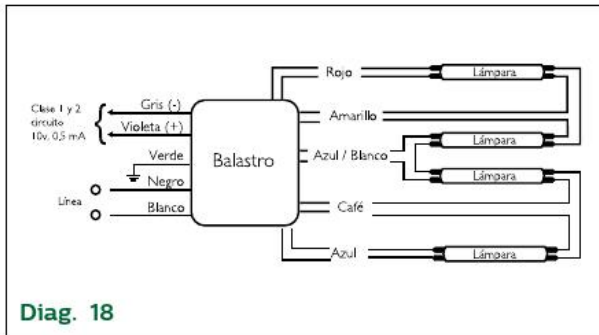 Rojo
Lámpara
Clase 1 y 2
circuito
10v. 0,5 mA
Gris (-)
Violeta (+)
Amarillo
Lámpara
Verde
Balastro
Azul / Blanco
Línea
Negro
Lámpara
Blanco
Café
Azul
Lámpara
Diag. 18